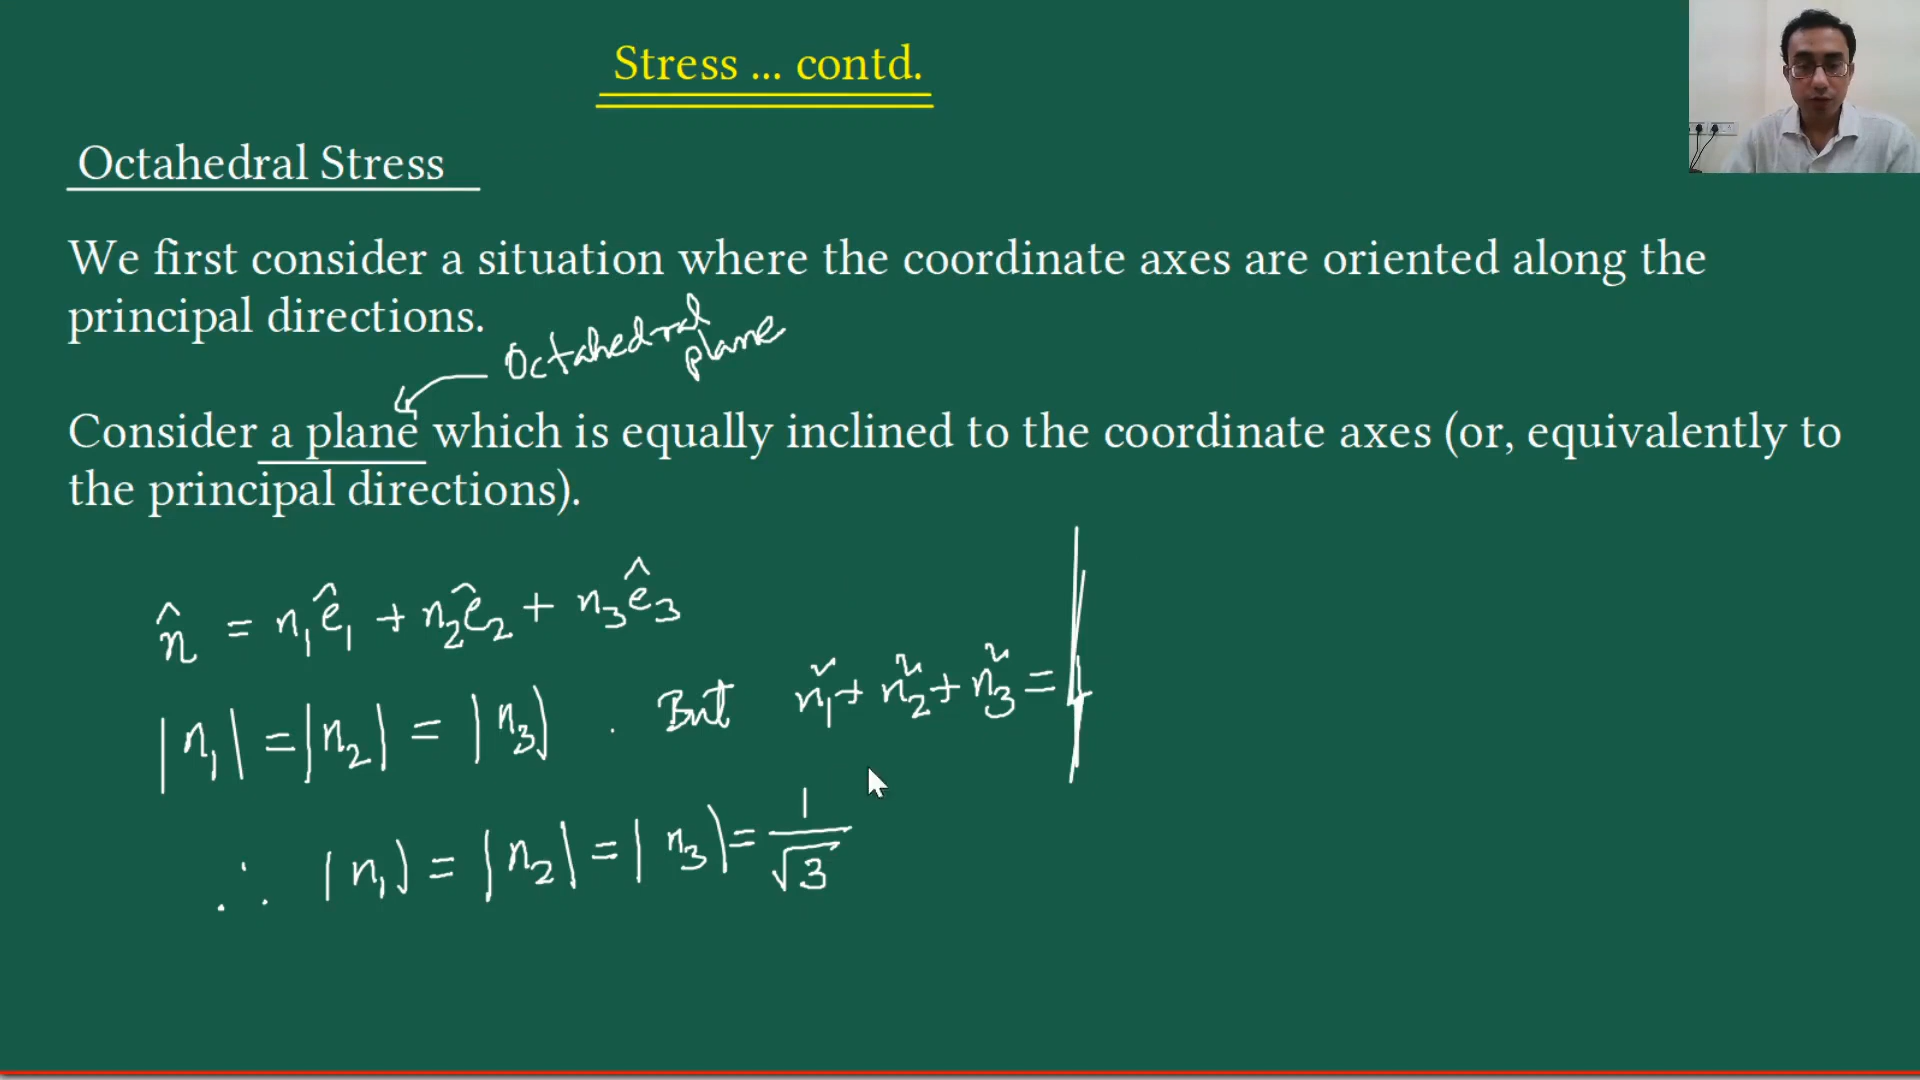 Stress ... contd.
Octahedral Stress
We first consider a situation where the coordinate axes are oriented along the
principal directions.
Octahedral
plane
Consider a plane which is equally inclined to the coordinate axes (or, equivalently to
the principal directions).
n̂ = n₁ê₁ + n₂ê₂ + n₃ê₃
|n₁| = |n₂| = |n₃| . But n₁² + n₂² + n₃² = 1
∴ |n₁| = |n₂| = |n₃| = 1/√3